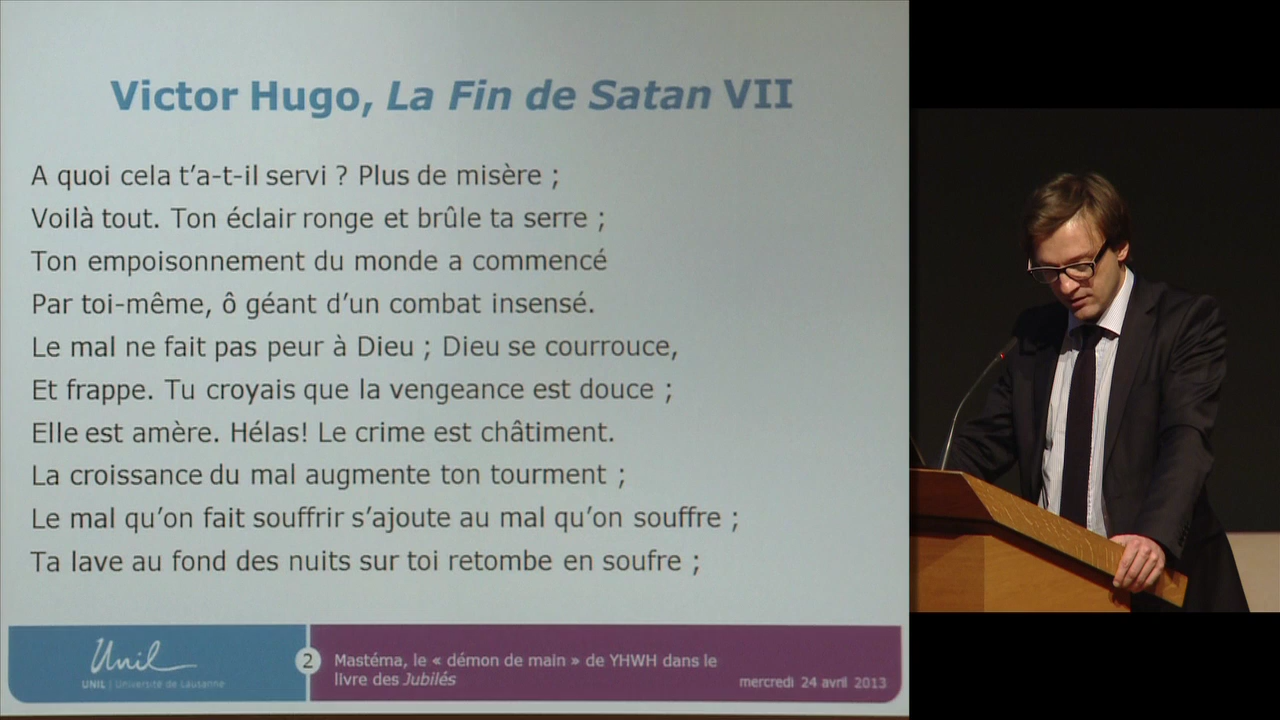 Victor Hugo, La Fin de Satan VII
A quoi cela t’a-t-il servi ? Plus de misère ;
Voilà tout. Ton éclair ronge et brûle ta serre ;
Ton empoisonnement du monde a commencé
Par toi-même, ô géant d’un combat insensé.
Le mal ne fait pas peur à Dieu ; Dieu se courrouce,
Et frappe. Tu croyais que la vengeance est douce ;
Elle est amère. Hélas! Le crime est châtiment.
La croissance du mal augmente ton tourment ;
Le mal qu’on fait souffrir s’ajoute au mal qu’on souffre ;
Ta lave au fond des nuits sur toi retombe en soufre ;
Unil
UNIL | Université de Lausanne
2
Mastéma, le « démon de main » de YHWH dans le
livre des Jubilés
mercredi 24 avril 2013